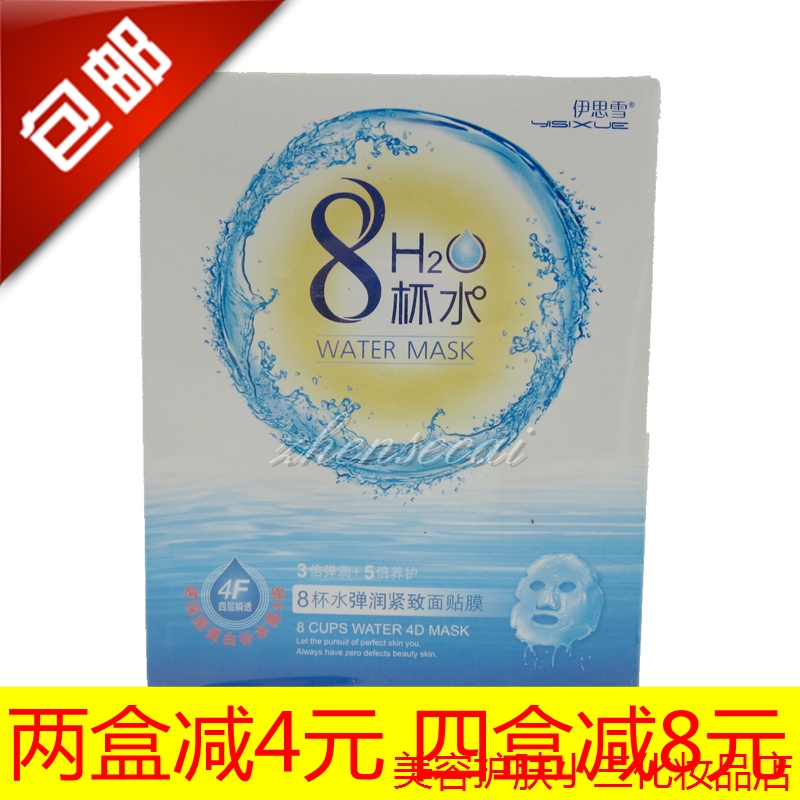 包邮
伊思雪®
YISIXUE
8 H₂O
杯水
WATER MASK
zhensecai
3倍弹润+5倍养护
4F
四层瞬透
8杯水弹润紧致面贴膜
8 CUPS WATER 4D MASK
Let the pursuit of perfect skin you.
Always have zero defects beauty skin.
两盒减4元 四盒减8元
美容护肤小二化妆品店